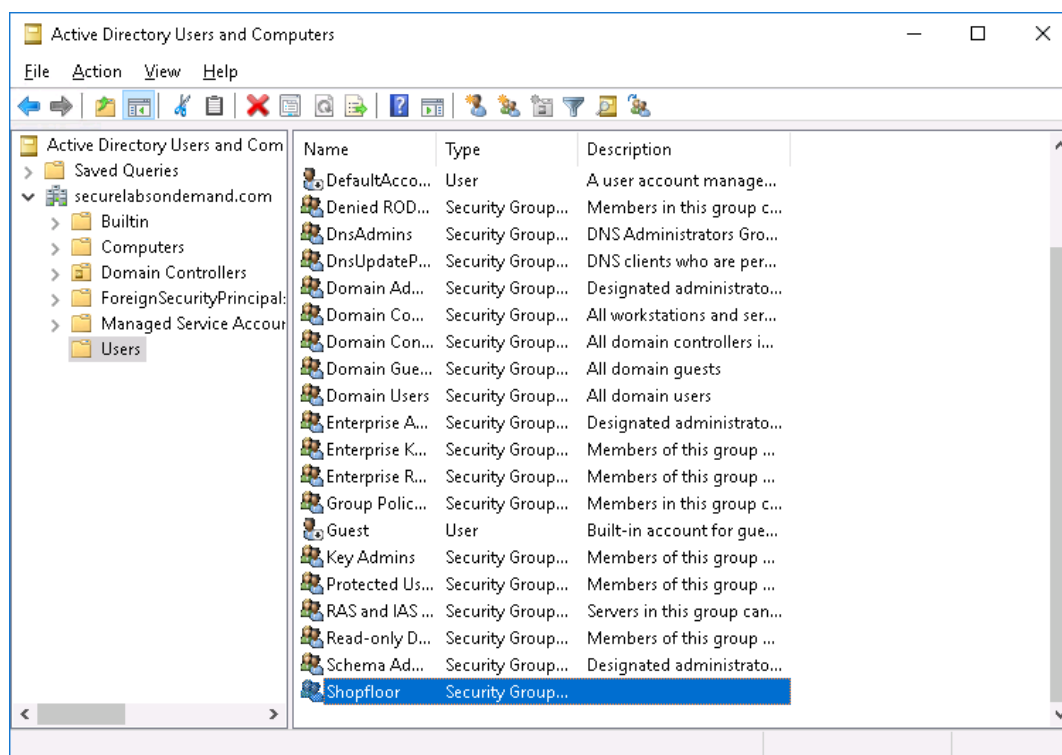 Active Directory Users and Computers
File Action View Help
Active Directory Users and Com
Saved Queries
securelabsondemand.com
Builtin
Computers
Domain Controllers
ForeignSecurityPrincipal:
Managed Service Accour
Users
Name Type Description
DefaultAcco... User A user account manage...
Denied ROD... Security Group... Members in this group c...
DnsAdmins Security Group... DNS Administrators Gro...
DnsUpdateP... Security Group... DNS clients who are per...
Domain Ad... Security Group... Designated administrato...
Domain Co... Security Group... All workstations and ser...
Domain Con... Security Group... All domain controllers i...
Domain Gue... Security Group... All domain guests
Domain Users Security Group... All domain users
Enterprise A... Security Group... Designated administrato...
Enterprise K... Security Group... Members of this group ...
Enterprise R... Security Group... Members of this group ...
Group Polic... Security Group... Members in this group c...
Guest User Built-in account for gue...
Key Admins Security Group... Members of this group ...
Protected Us... Security Group... Members of this group ...
RAS and IAS ... Security Group... Servers in this group can...
Read-only D... Security Group... Members of this group ...
Schema Ad... Security Group... Designated administrato...
Shopfloor Security Group...